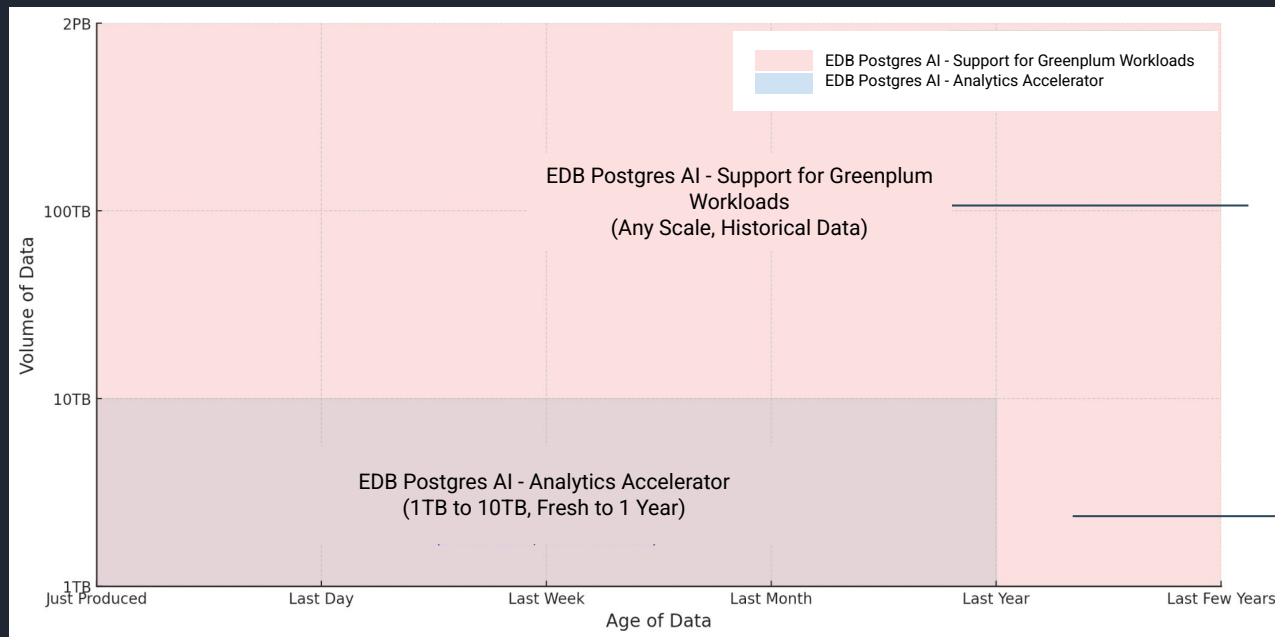 2PB
EDB Postgres AI - Support for Greenplum Workloads
EDB Postgres AI - Analytics Accelerator
EDB Postgres AI - Support for Greenplum
Workloads
(Any Scale, Historical Data)
100TB
Volume of Data
10TB
EDB Postgres AI - Analytics Accelerator
(1TB to 10TB, Fresh to 1 Year)
1TB
Just Produced
Last Day
Last Week
Last Month
Last Year
Last Few Years
Age of Data